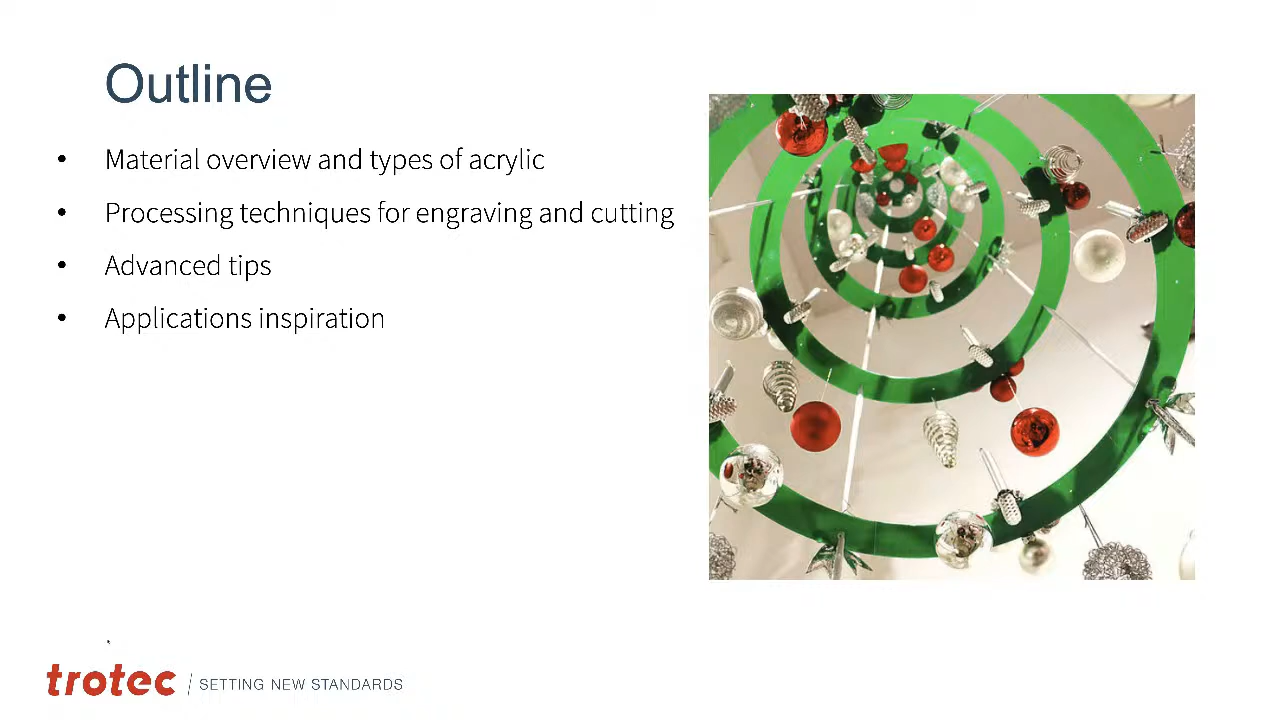 Outline
• Material overview and types of acrylic
• Processing techniques for engraving and cutting
• Advanced tips
• Applications inspiration
*
trotec / SETTING NEW STANDARDS